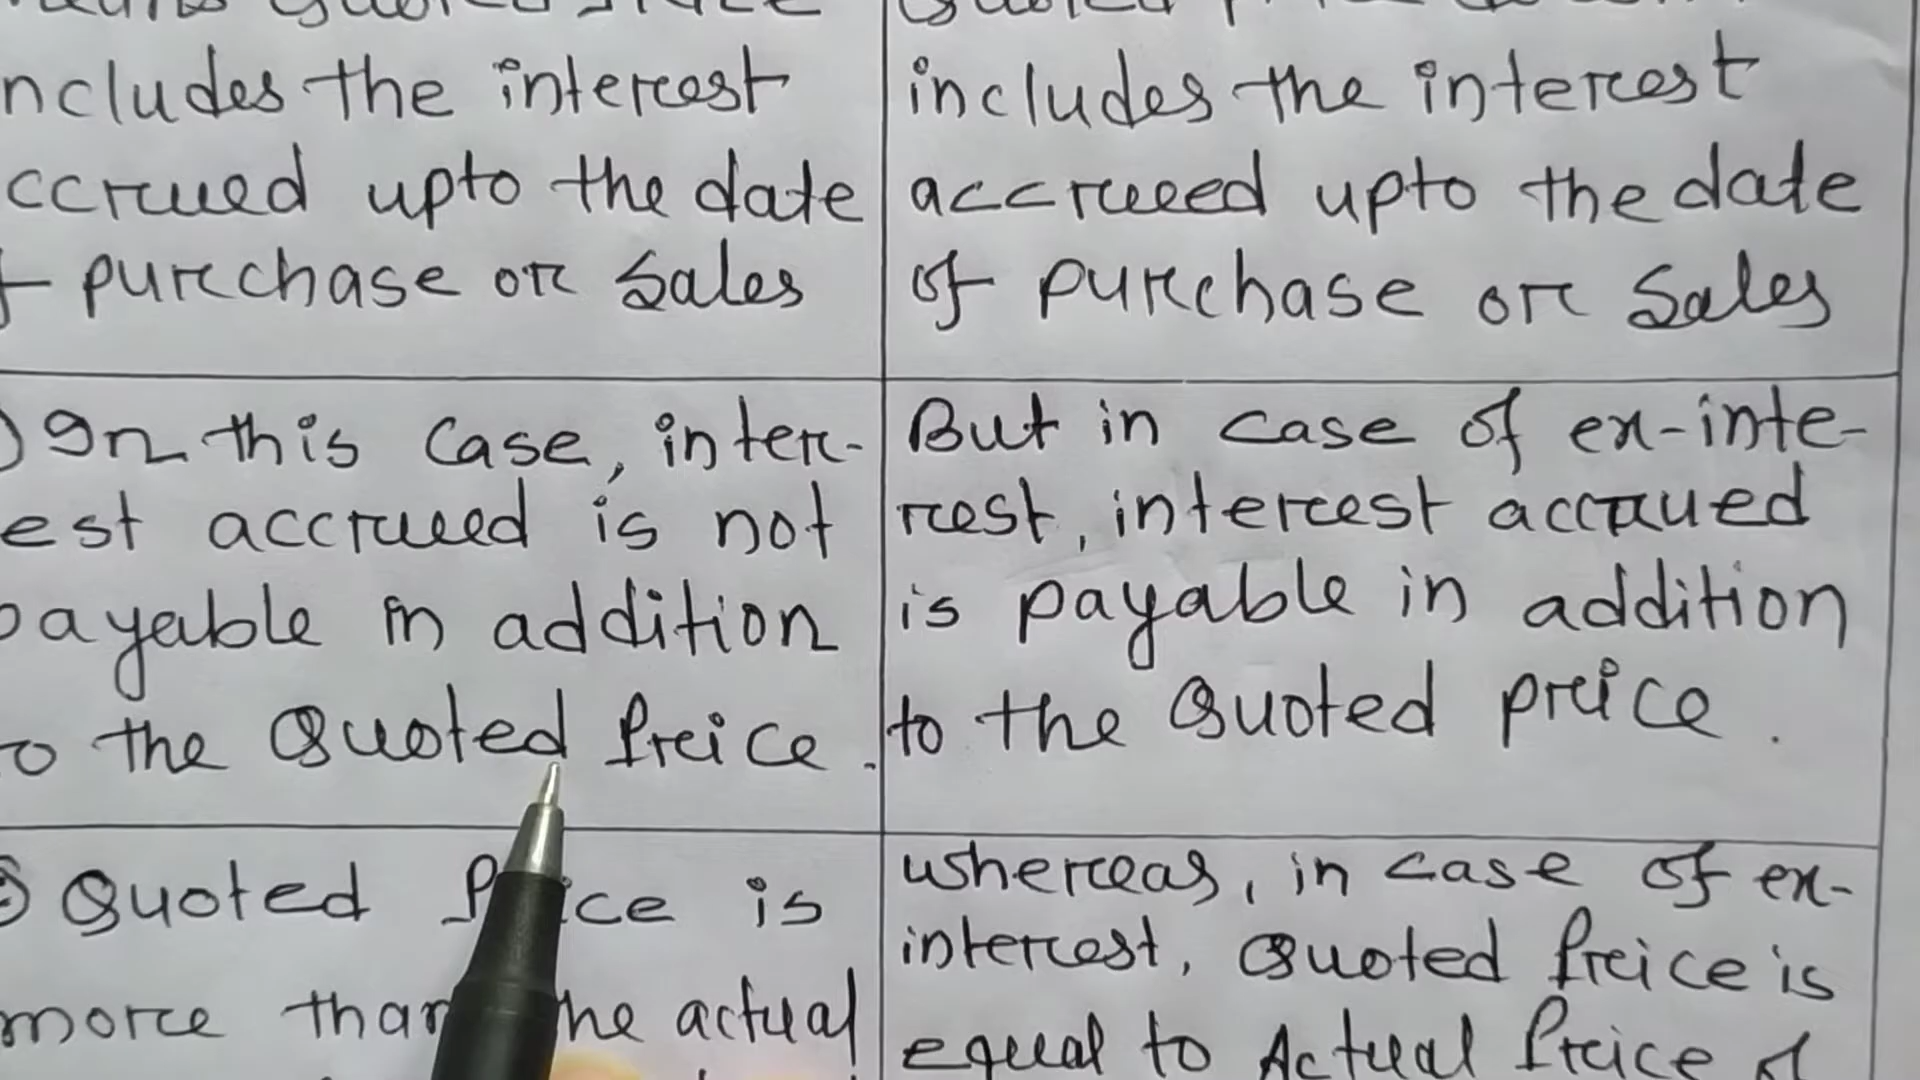 ncludes the interest
ccrued upto the date
f purchase or Sales
) In this case, inter-
est accrued is not
payable in addition
to the Quoted Price.
Quoted Price is
more than the actual
includes the interest
accrued upto the date
of purchase or Sales
But in case of ex-inte-
rest, interest accrued
is payable in addition
to the Quoted price.
whereas, in case of ex-
interest, Quoted Price is
equal to Actual Price of